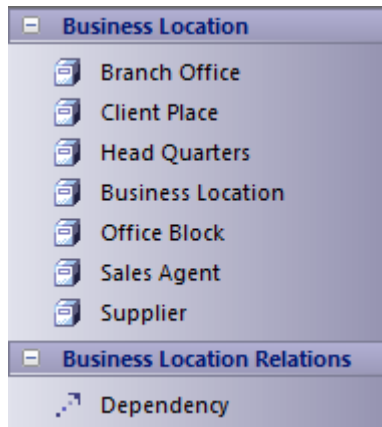 Business Location
Branch Office
Client Place
Head Quarters
Business Location
Office Block
Sales Agent
Supplier
Business Location Relations
Dependency